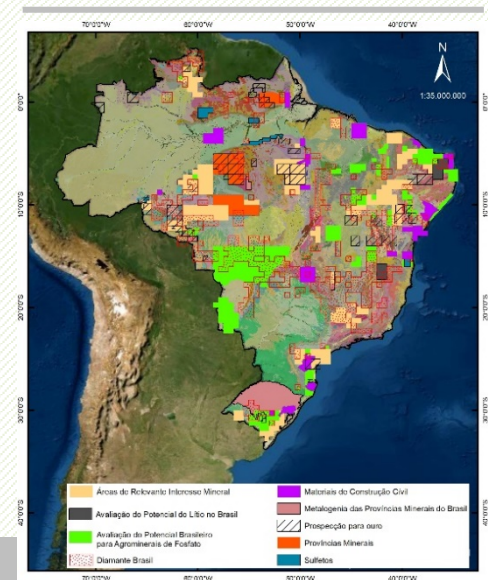 70°0'0"O 60°0'0"O 50°0'0"O 40°0'0"O
N
1:35.000.000
0°0'0"
0°0'0"
10°0'0"S
10°0'0"S
20°0'0"S
20°0'0"S
30°0'0"S
30°0'0"S
40°0'0"S
40°0'0"S
Áreas de Relevante Interesse Mineral
Avaliação do Potencial do Lítio no Brasil
Avaliação do Potencial Brasileiro
para Agrominerais de Fosfato
Diamante Brasil
Materiais de Construção Civil
Metalogenia das Províncias Minerais do Brasil
Prospecção para ouro
Províncias Minerais
Sulfetos
70°0'0"O 60°0'0"O 50°0'0"O 40°0'0"O